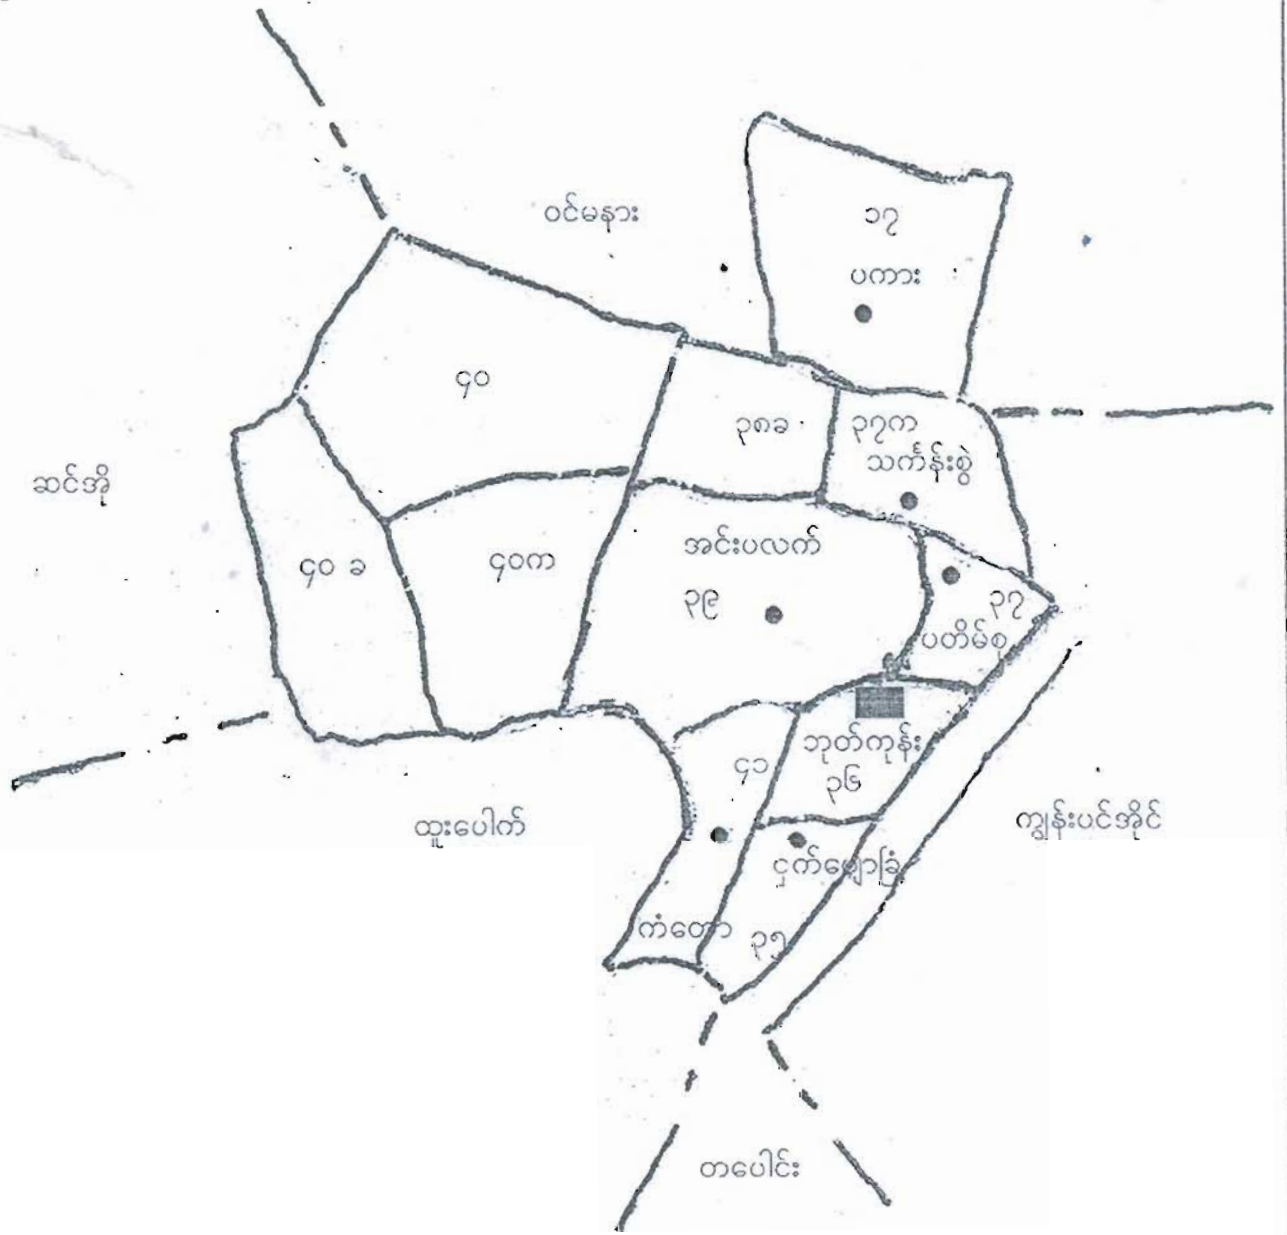 ဝင်မနား
၁၇
ပကား
၄၀
၃၈ခ
၃၇က
သင်္ကန်းစွဲ
ဆင်အို
အင်းပလက်
၄၀ ခ
၄၀က
၃၉
၃၇
ပတိမ်စု
ဘုတ်ကုန်း
၄၁
၃၆
ထူးပေါက်
ကျွန်းပင်အိုင်
ငှက်ပျောခြံ
ကံတော
၃၅
တပေါင်း